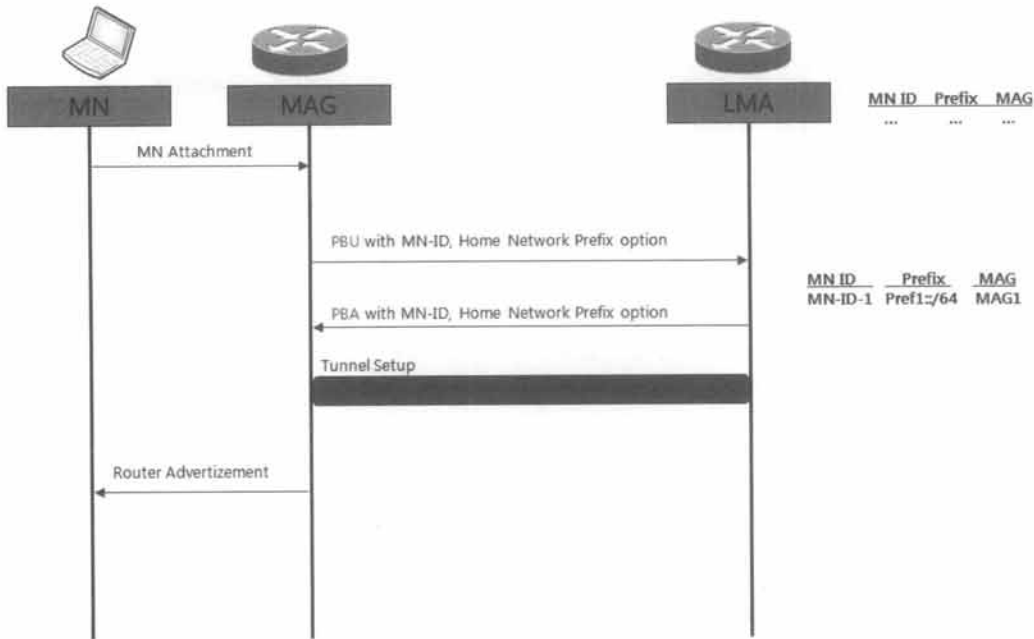 MN
MAG
LMA
MN ID Prefix MAG
... ... ...
MN Attachment
PBU with MN-ID, Home Network Prefix option
MN ID Prefix MAG
MN-ID-1 Pref1::/64 MAG1
PBA with MN-ID, Home Network Prefix option
Tunnel Setup
Router Advertizement